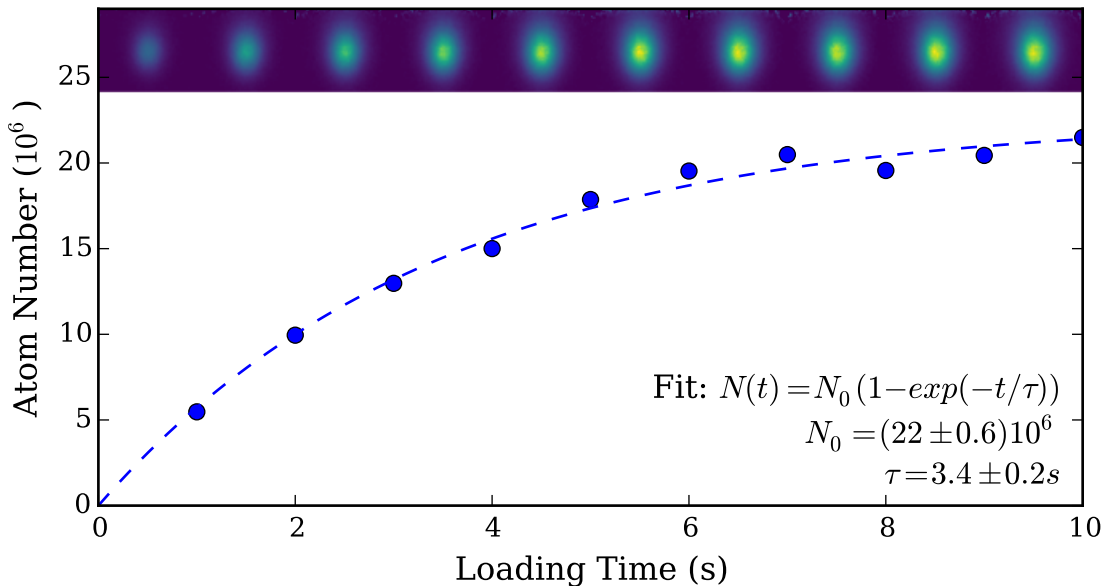 25
20
15
10
5
0
Atom Number (10⁶ )
Fit: N(t)=N₀(1−exp(−t/τ))
N₀=(22±0.6)10⁶
τ=3.4±0.2s
0 2 4 6 8 10
Loading Time (s)